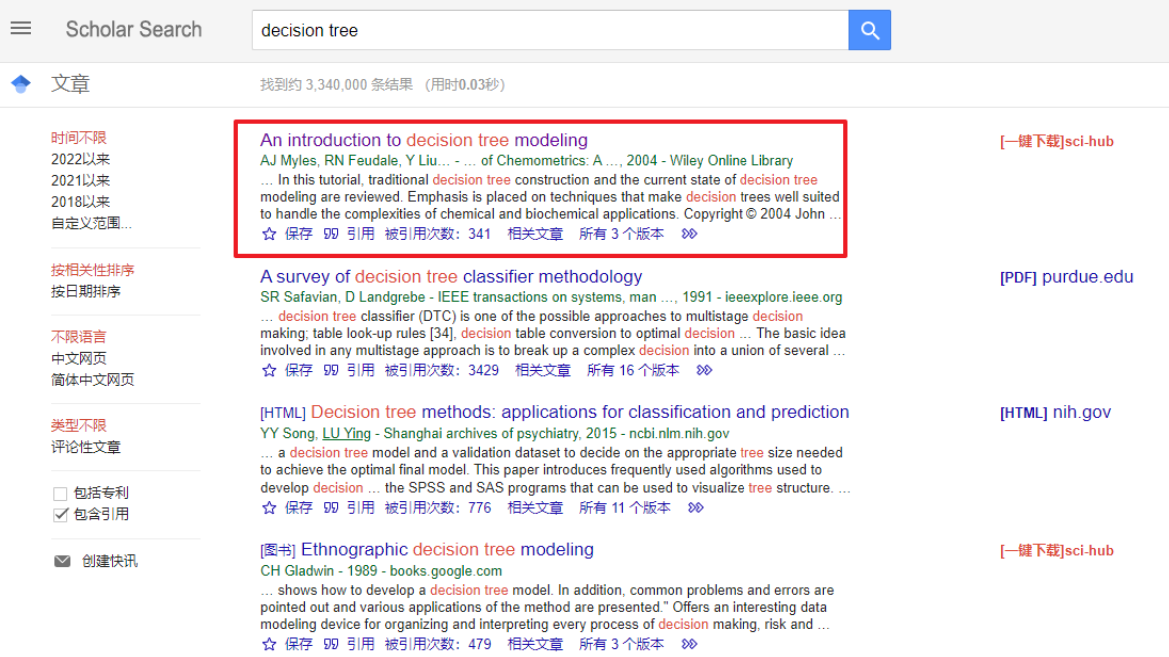 Scholar Search
decision tree
文章
找到约 3,340,000 条结果 （用时0.03秒）
时间不限
2022以来
2021以来
2018以来
自定义范围...
按相关性排序
按日期排序
不限语言
中文网页
简体中文网页
类型不限
评论性文章
包括专利
包含引用
创建快讯
An introduction to decision tree modeling
[一键下载]sci-hub
AJ Myles, RN Feudale, Y Liu… - … of Chemometrics: A …, 2004 - Wiley Online Library
… In this tutorial, traditional decision tree construction and the current state of decision tree
modeling are reviewed. Emphasis is placed on techniques that make decision trees well suited
to handle the complexities of chemical and biochemical applications. Copyright © 2004 John …
保存 引用 被引用次数：341 相关文章 所有 3 个版本
A survey of decision tree classifier methodology
[PDF] purdue.edu
SR Safavian, D Landgrebe - IEEE transactions on systems, man …, 1991 - ieeexplore.ieee.org
… decision tree classifier (DTC) is one of the possible approaches to multistage decision
making; table look-up rules [34], decision table conversion to optimal decision … The basic idea
involved in any multistage approach is to break up a complex decision into a union of several …
保存 引用 被引用次数：3429 相关文章 所有 16 个版本
[HTML] Decision tree methods: applications for classification and prediction
[HTML] nih.gov
YY Song, LU Ying - Shanghai archives of psychiatry, 2015 - ncbi.nlm.nih.gov
… a decision tree model and a validation dataset to decide on the appropriate tree size needed
to achieve the optimal final model. This paper introduces frequently used algorithms used to
develop decision … the SPSS and SAS programs that can be used to visualize tree structure. …
保存 引用 被引用次数：776 相关文章 所有 11 个版本
[图书] Ethnographic decision tree modeling
[一键下载]sci-hub
CH Gladwin - 1989 - books.google.com
… shows how to develop a decision tree model. In addition, common problems and errors are
pointed out and various applications of the method are presented." Offers an interesting data
modeling device for organizing and interpreting every process of decision making, risk and …
保存 引用 被引用次数：479 相关文章 所有 3 个版本